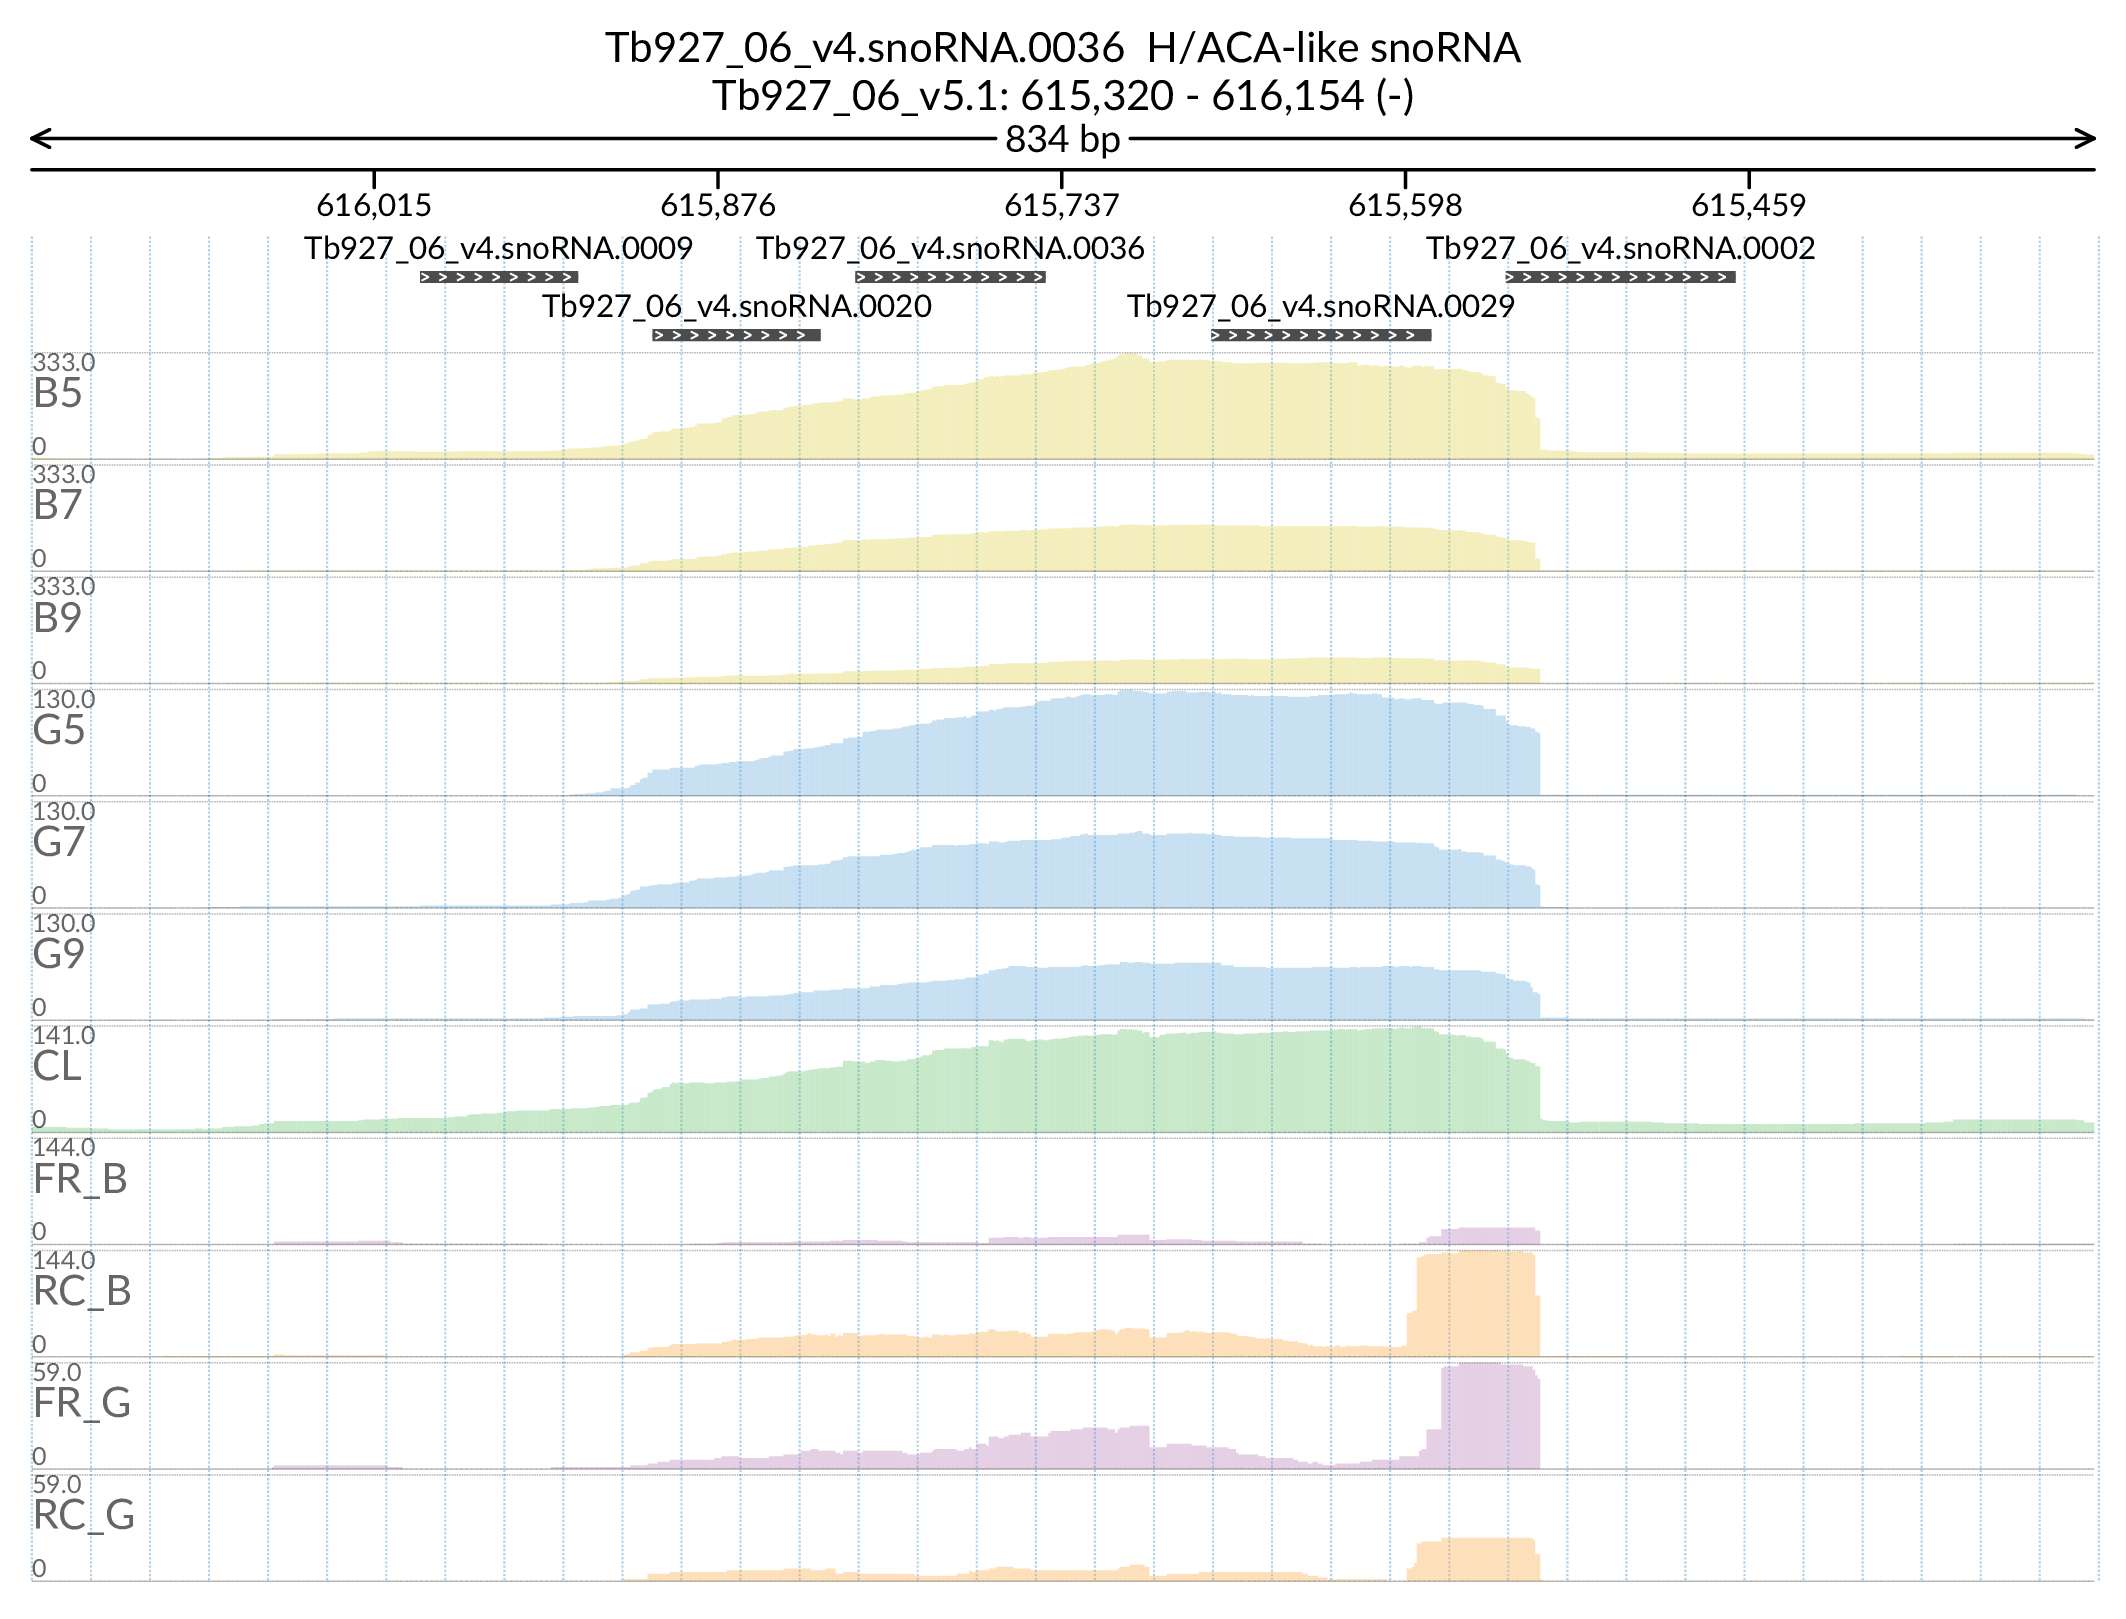 Tb927_06_v4.snoRNA.0036 H/ACA-like snoRNA
Tb927_06_v5.1: 615,320 - 616,154 (-)
834 bp
616,015 615,876 615,737 615,598 615,459
Tb927_06_v4.snoRNA.0009 Tb927_06_v4.snoRNA.0036 Tb927_06_v4.snoRNA.0002
Tb927_06_v4.snoRNA.0020 Tb927_06_v4.snoRNA.0029
333.0
B5
0
333.0
B7
0
333.0
B9
0
130.0
G5
0
130.0
G7
0
130.0
G9
0
141.0
CL
0
144.0
FR_B
0
144.0
RC_B
0
59.0
FR_G
0
59.0
RC_G
0